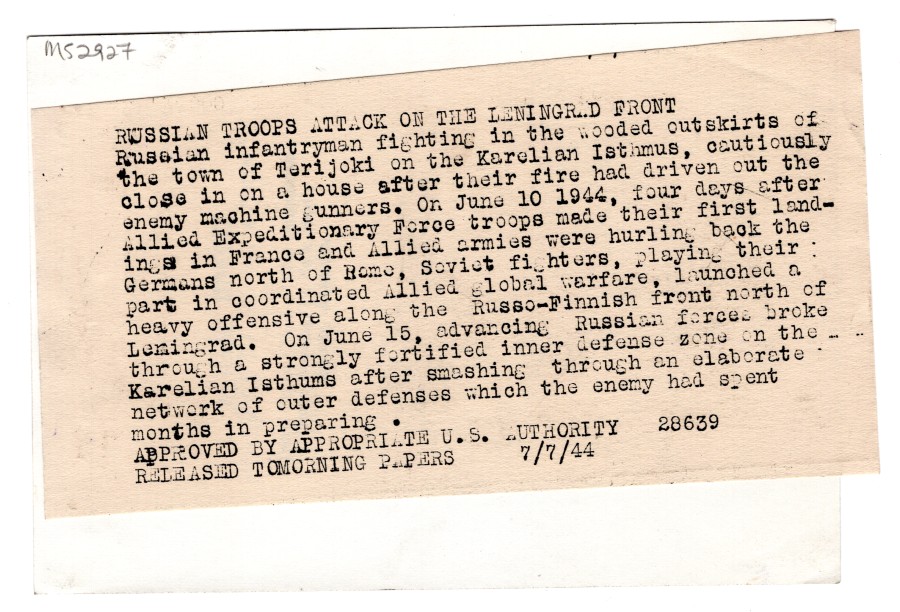 MS2927
RUSSIAN TROOPS ATTACK ON THE LENINGRAD FRONT
Russian infantryman fighting in the wooded outskirts of
the town of Terijoki on the Karelian Isthmus, cautiously
close in on a house after their fire had driven out the
enemy machine gunners. On June 10 1944, four days after
Allied Expeditionary Force troops made their first land-
ings in France and Allied armies were hurling back the
Germans north of Rome, Soviet fighters, playing their
part in coordinated Allied global warfare, launched a
heavy offensive along the Russo-Finnish front north of
Lemingrad. On June 15, advancing Russian forces broke
through a strongly fortified inner defense zone on the
Karelian Isthums after smashing through an elaborate
network of outer defenses which the enemy had spent
months in preparing .
APPROVED BY APPROPRIATE U.S. AUTHORITY 28639
RELEASED TOMORNING PAPERS 7/7/44